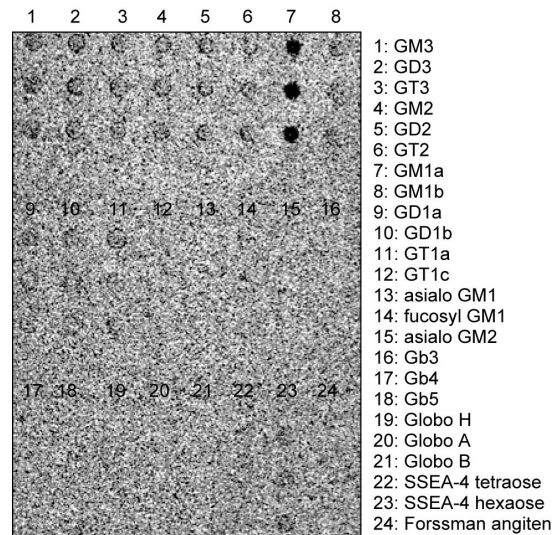 1 2 3 4 5 6 7 8
9 10 11 12 13 14 15 16
17 18 19 20 21 22 23 24
1: GM3
2: GD3
3: GT3
4: GM2
5: GD2
6: GT2
7: GM1a
8: GM1b
9: GD1a
10: GD1b
11: GT1a
12: GT1c
13: asialo GM1
14: fucosyl GM1
15: asialo GM2
16: Gb3
17: Gb4
18: Gb5
19: Globo H
20: Globo A
21: Globo B
22: SSEA-4 tetraose
23: SSEA-4 hexaose
24: Forssman angiten